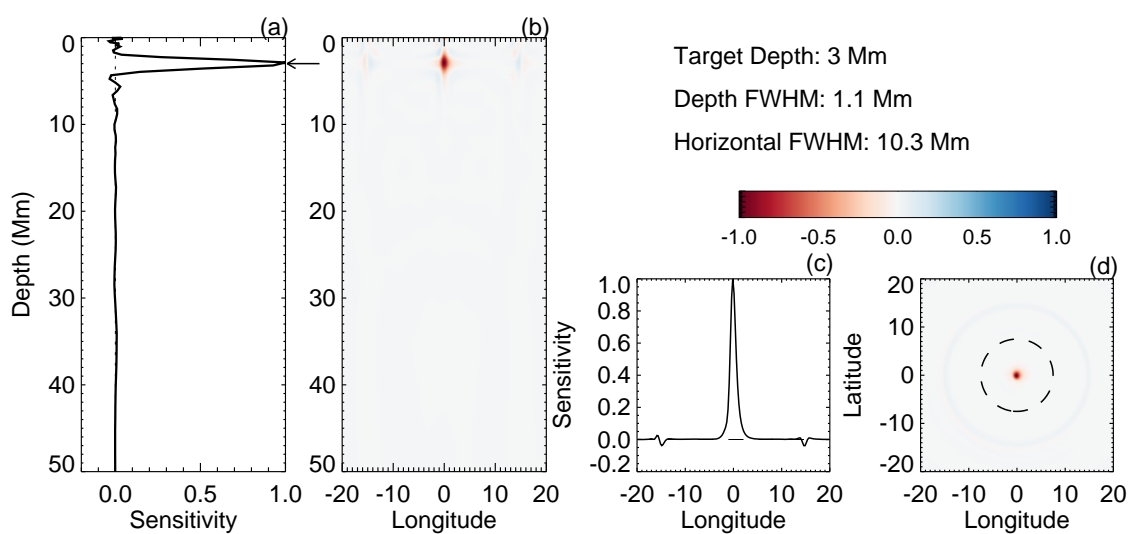 (a)
(b)
Target Depth: 3 Mm
Depth FWHM: 1.1 Mm
Horizontal FWHM: 10.3 Mm
0
10
20
30
40
50
Depth (Mm)
0.0 0.5 1.0
Sensitivity
0
10
20
30
40
50
-20 -10 0 10 20
Longitude
-1.0 -0.5 0.0 0.5 1.0
(c)
1.0
0.8
0.6
0.4
0.2
0.0
-0.2
Sensitivity
-20 -10 0 10 20
Longitude
(d)
20
10
0
-10
-20
Latitude
-20 -10 0 10 20
Longitude